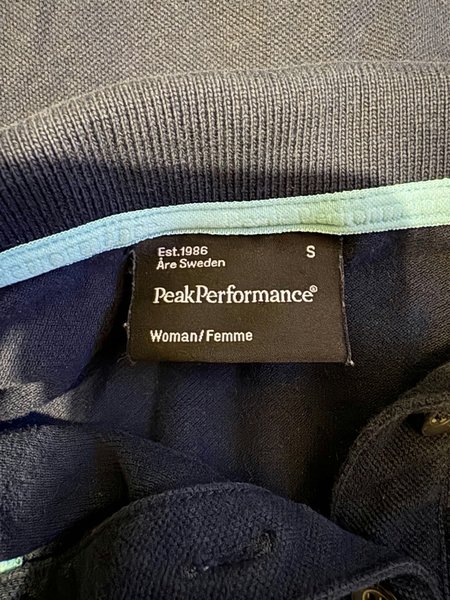 Est.1986 S
Åre Sweden
PeakPerformance®
Woman/Femme